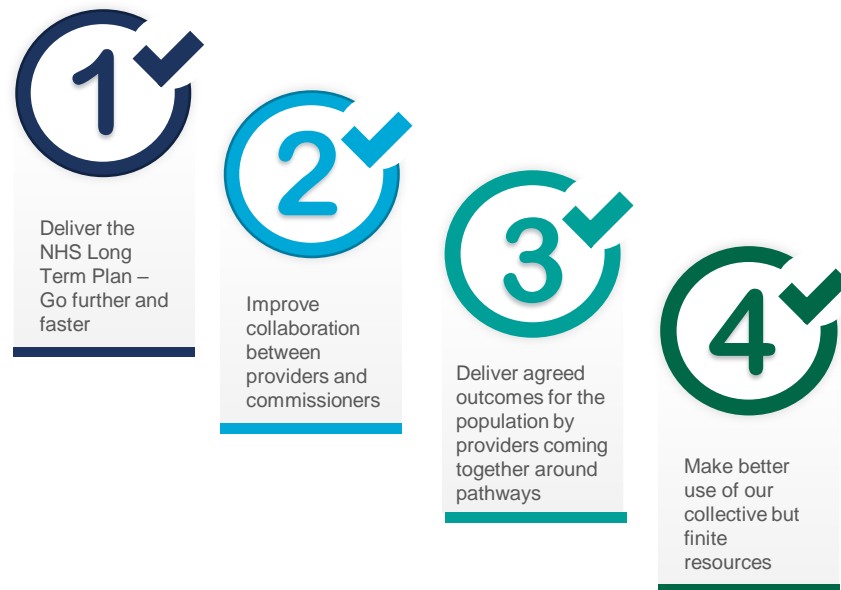 1
Deliver the
NHS Long
Term Plan –
Go further and
faster
2
Improve
collaboration
between
providers and
commissioners
3
Deliver agreed
outcomes for the
population by
providers coming
together around
pathways
4
Make better
use of our
collective but
finite
resources